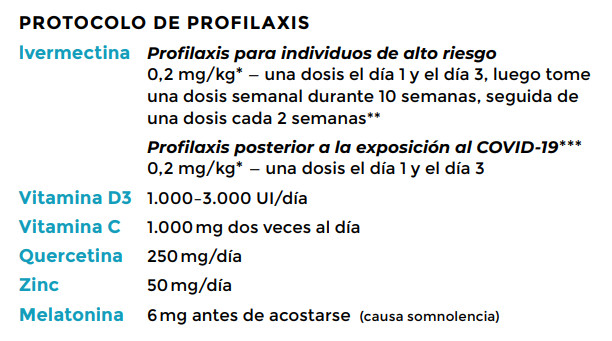 PROTOCOLO DE PROFILAXIS
Ivermectina Profilaxis para individuos de alto riesgo
0,2 mg/kg* – una dosis el día 1 y el día 3, luego tome
una dosis semanal durante 10 semanas, seguida de
una dosis cada 2 semanas**
Profilaxis posterior a la exposición al COVID-19***
0,2 mg/kg* – una dosis el día 1 y el día 3
Vitamina D3 1.000–3.000 UI/día
Vitamina C 1.000 mg dos veces al día
Quercetina 250 mg/día
Zinc 50 mg/día
Melatonina 6 mg antes de acostarse (causa somnolencia)